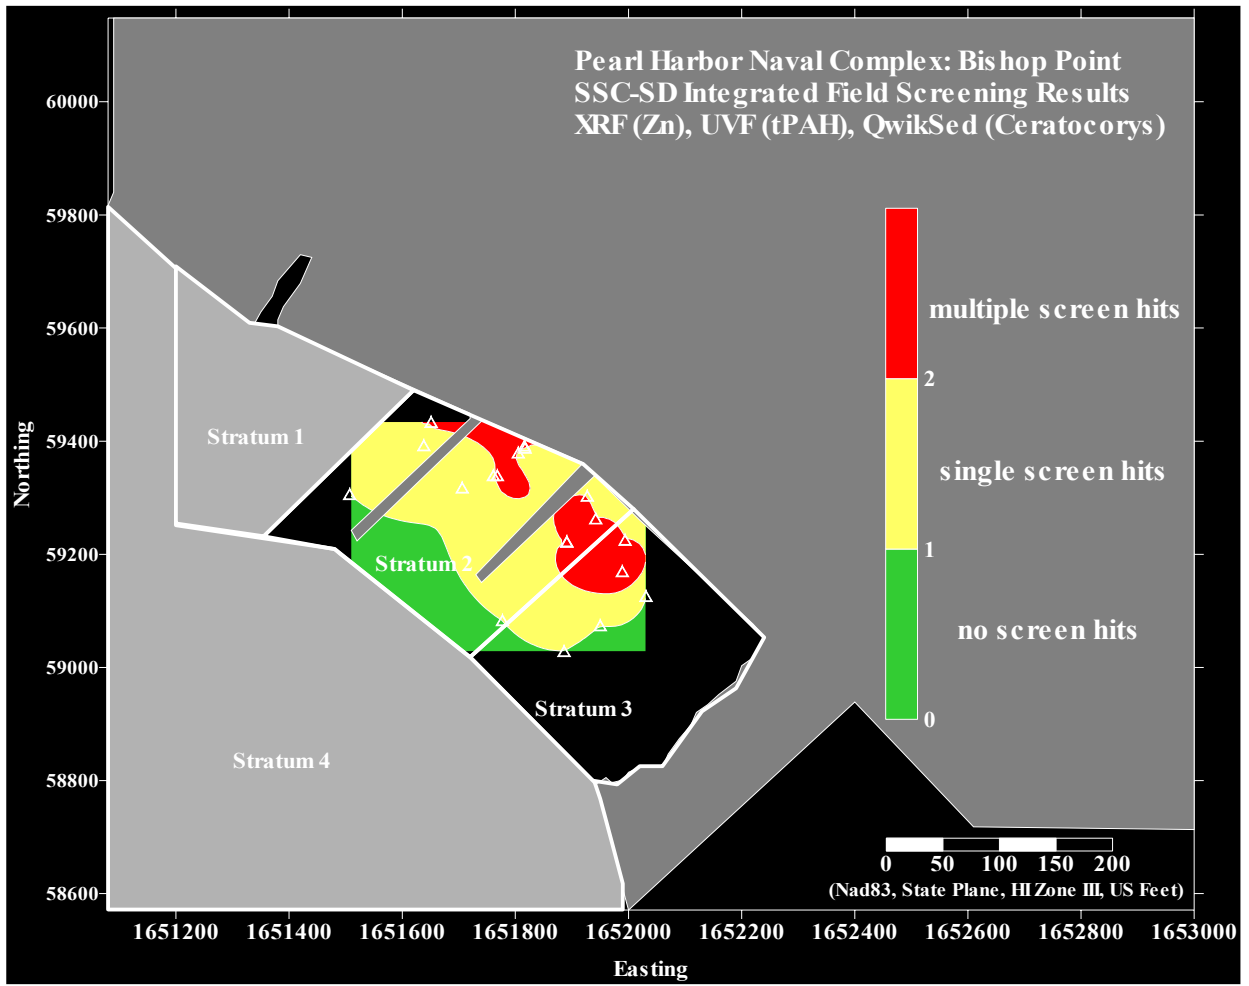 Pearl Harbor Naval Complex: Bishop Point
SSC-SD Integrated Field Screening Results
XRF (Zn), UVF (tPAH), QwikSed (Ceratocorys)
60000
59800
59600
59400
59200
59000
58800
58600
Northing
multiple screen hits
2
single screen hits
1
no screen hits
0
Stratum 1
Stratum 2
Stratum 3
Stratum 4
0 50 100 150 200
(Nad83, State Plane, HI Zone III, US Feet)
1651200 1651400 1651600 1651800 1652000 1652200 1652400 1652600 1652800 1653000
Easting